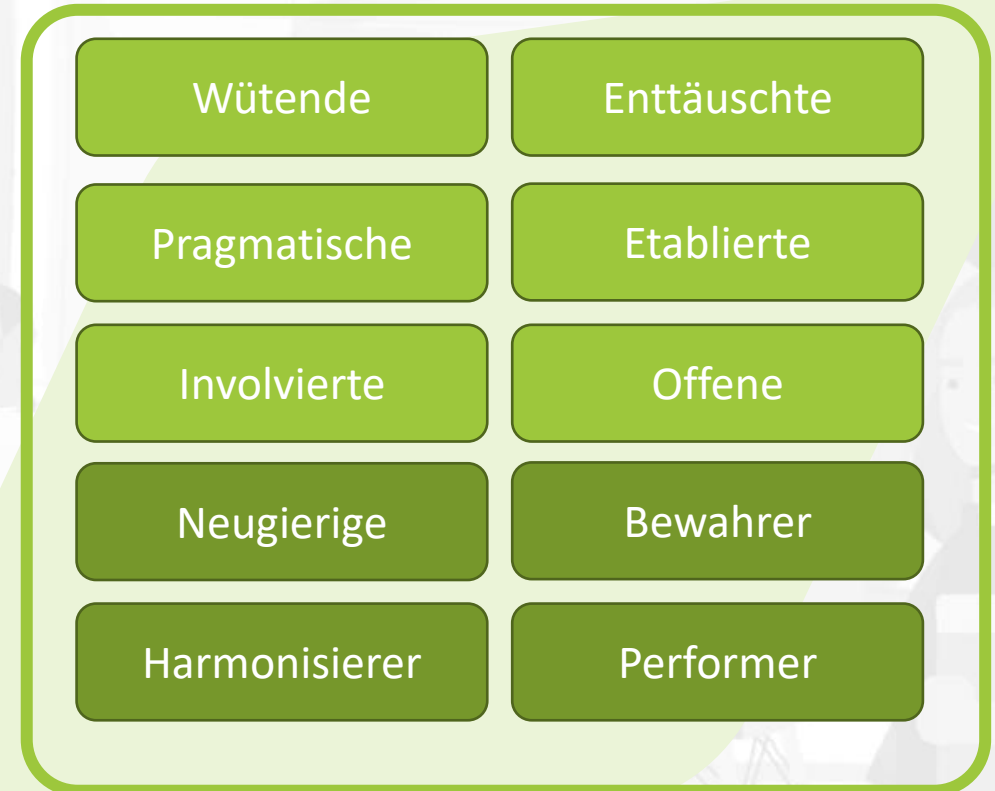 Wütende
Enttäuschte
Pragmatische
Etablierte
Involvierte
Offene
Neugierige
Bewahrer
Harmonisierer
Performer